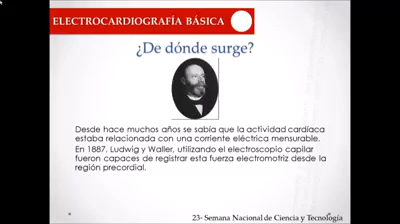 ELECTROCARDIOGRAFÍA BÁSICA
¿De dónde surge?
Desde hace muchos años se sabía que la actividad cardíaca
estaba relacionada con una corriente eléctrica mensurable.
En 1887, Ludwig y Waller, utilizando el electroscopio capilar
fueron capaces de registrar esta fuerza electromotriz desde la
región precordial.
23ª Semana Nacional de Ciencia y Tecnología